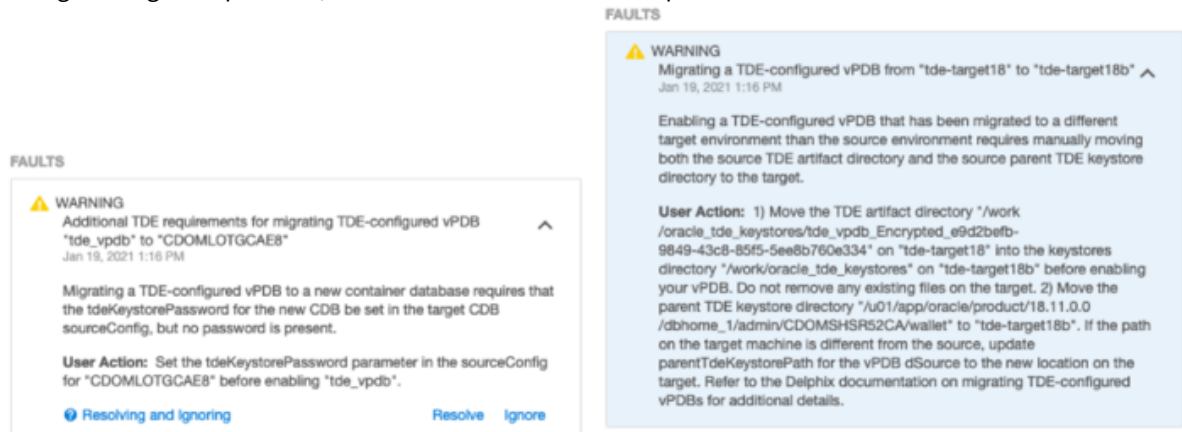 FAULTS
WARNING
Additional TDE requirements for migrating TDE-configured vPDB
"tde_vpdb" to "CDOMLOTGCAE8"
Jan 19, 2021 1:16 PM
Migrating a TDE-configured vPDB to a new container database requires that
the tdeKeystorePassword for the new CDB be set in the target CDB
sourceConfig, but no password is present.
User Action: Set the tdeKeystorePassword parameter in the sourceConfig
for "CDOMLOTGCAE8" before enabling "tde_vpdb".
Resolving and Ignoring Resolve Ignore
FAULTS
WARNING
Migrating a TDE-configured vPDB from "tde-target18" to "tde-target18b"
Jan 19, 2021 1:16 PM
Enabling a TDE-configured vPDB that has been migrated to a different
target environment than the source environment requires manually moving
both the source TDE artifact directory and the source parent TDE keystore
directory to the target.
User Action: 1) Move the TDE artifact directory "/work
/oracle_tde_keystores/tde_vpdb_Encrypted_e9d2befb-
9849-43c8-85f5-5ee8b760e334" on "tde-target18" into the keystores
directory "/work/oracle_tde_keystores" on "tde-target18b" before enabling
your vPDB. Do not remove any existing files on the target. 2) Move the
parent TDE keystore directory "/u01/app/oracle/product/18.11.0.0
/dbhome_1/admin/CDOMSHSR52CA/wallet" to "tde-target18b". If the path
on the target machine is different from the source, update
parentTdeKeystorePath for the vPDB dSource to the new location on the
target. Refer to the Delphix documentation on migrating TDE-configured
vPDBs for additional details.